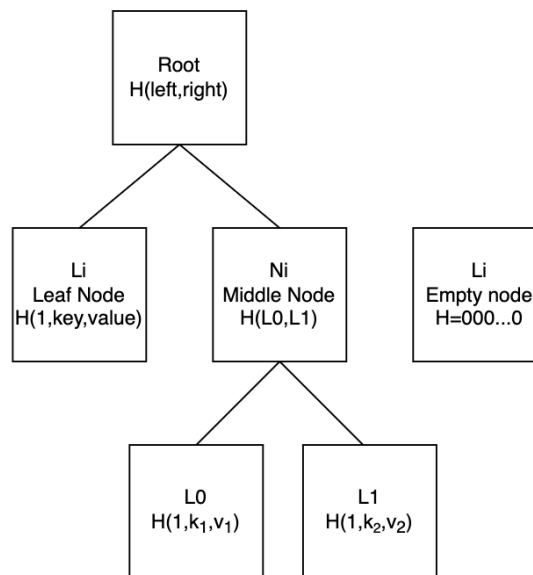 Root
H(left,right)
Li
Leaf Node
H(1,key,value)
Ni
Middle Node
H(L0,L1)
Li
Empty node
H=000...0
L0
H(1,k₁,v₁)
L1
H(1,k₂,v₂)